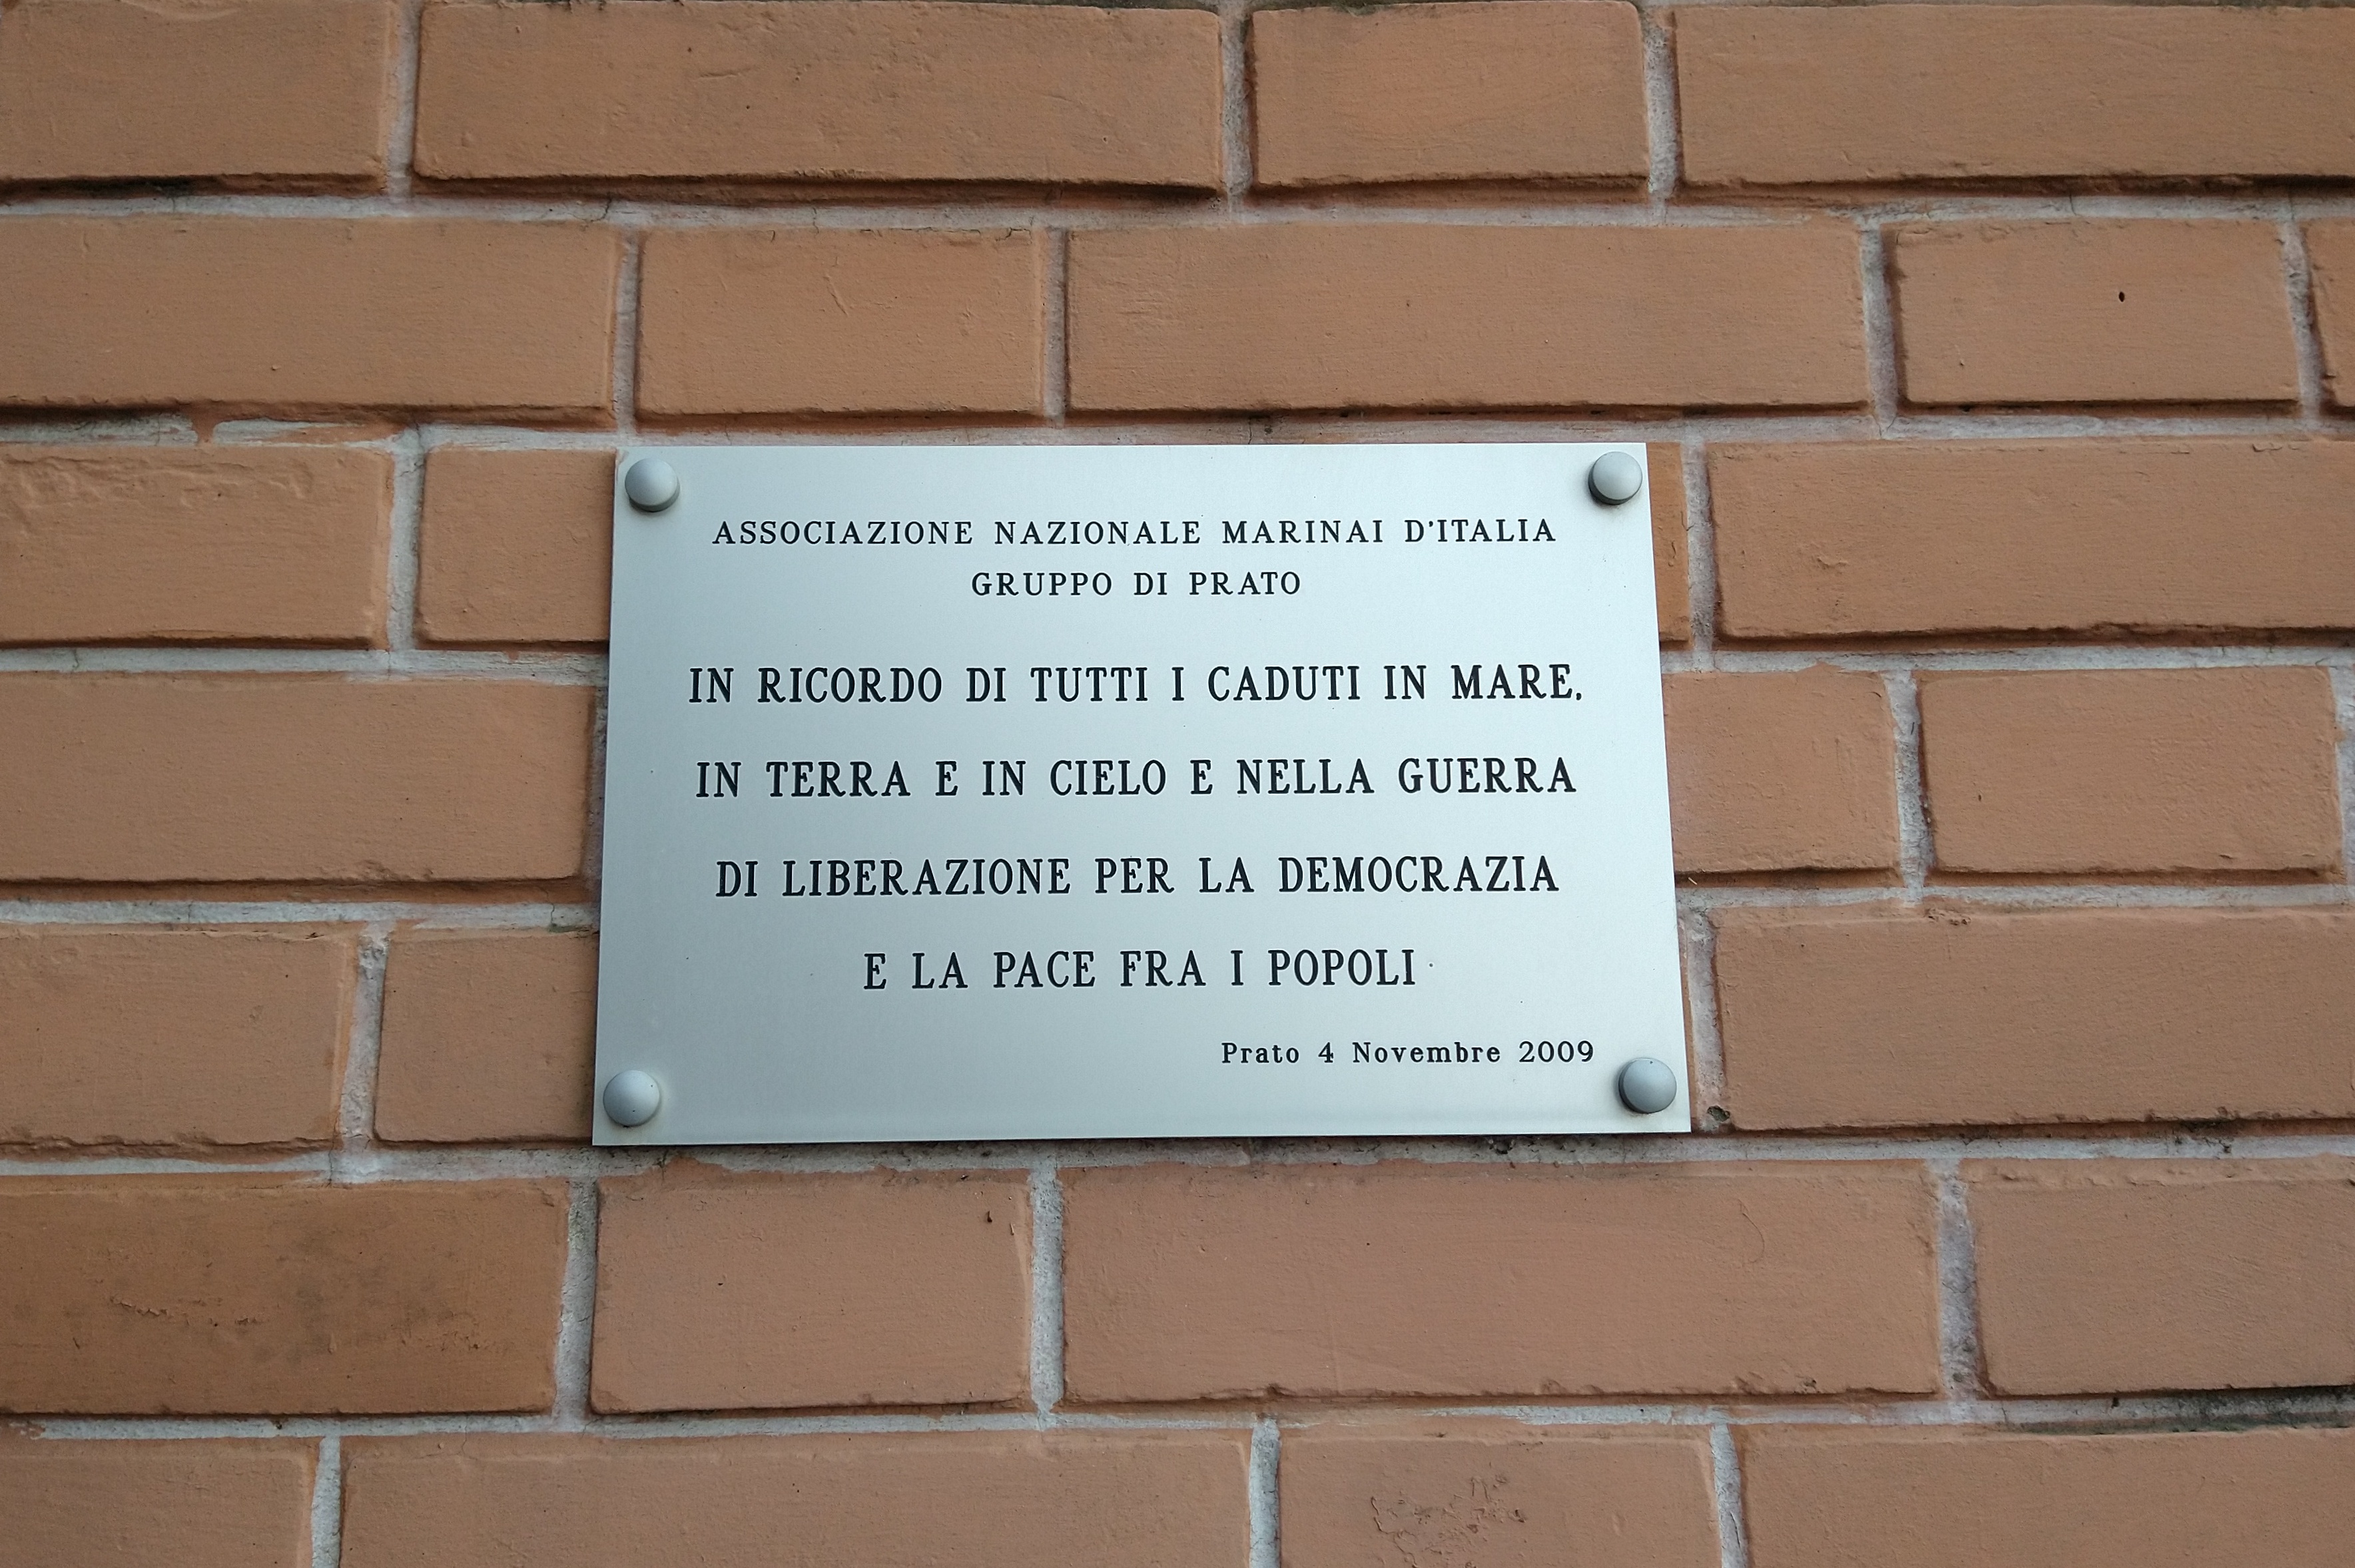 ASSOCIAZIONE NAZIONALE MARINAI D'ITALIA
GRUPPO DI PRATO
IN RICORDO DI TUTTI I CADUTI IN MARE,
IN TERRA E IN CIELO E NELLA GUERRA
DI LIBERAZIONE PER LA DEMOCRAZIA
E LA PACE FRA I POPOLI
Prato 4 Novembre 2009